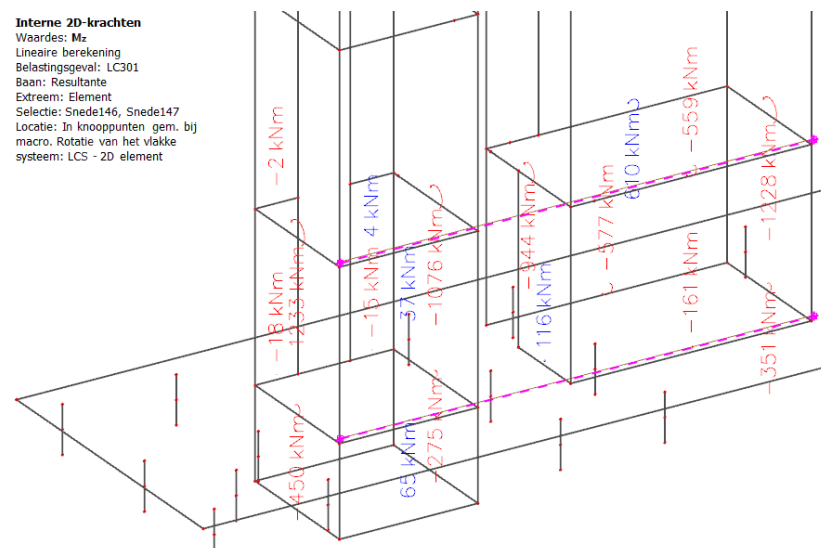 Interne 2D-krachten
Waardes: Mz
Lineaire berekening
Belastingsgeval: LC301
Baan: Resultante
Extreem: Element
Selectie: Snede146, Snede147
Locatie: In knooppunten gem. bij
macro. Rotatie van het vlakke
systeem: LCS - 2D element
-2 kNm
-18 kNm
-1233 kNm
4 kNm
-15 kNm
37 kNm
-1076 kNm
-944 kNm
-577 kNm
610 kNm
-559 kNm
-1228 kNm
116 kNm
-161 kNm
-351 kNm
-450 kNm
65 kNm
-275 kNm